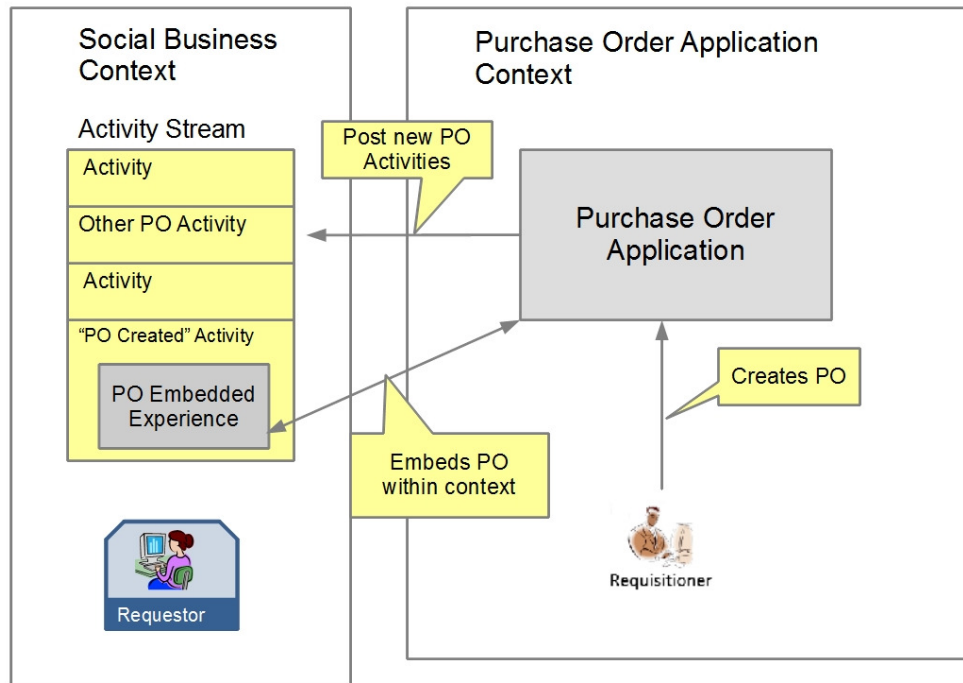 Social Business
Context
Activity Stream
Activity
Other PO Activity
Activity
“PO Created” Activity
PO Embedded
Experience
Requestor
Purchase Order Application
Context
Post new PO
Activities
Purchase Order
Application
Creates PO
Embeds PO
within context
Requisitioner